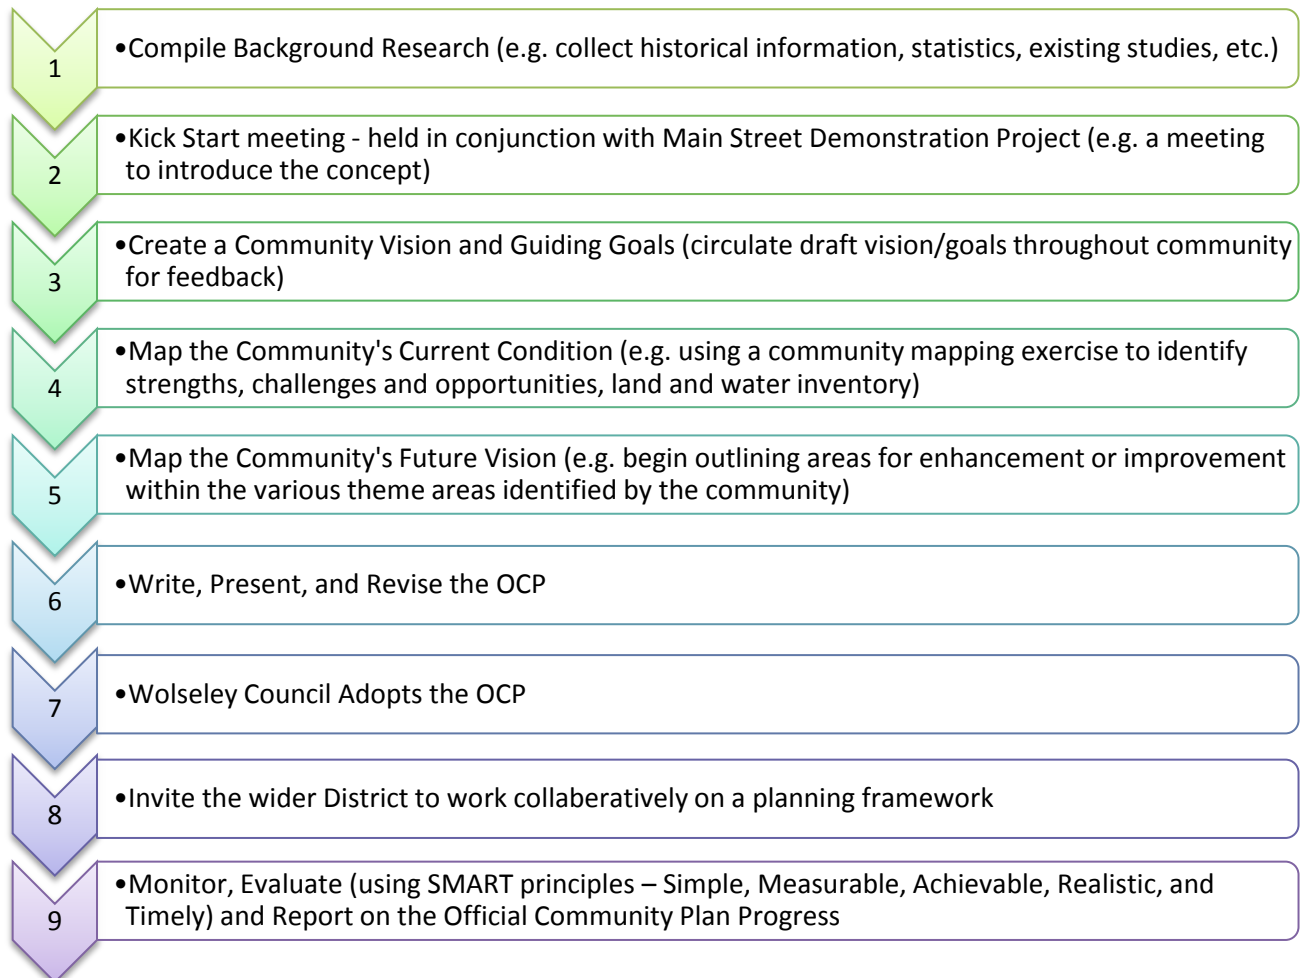 1
•Compile Background Research (e.g. collect historical information, statistics, existing studies, etc.)
2
•Kick Start meeting - held in conjunction with Main Street Demonstration Project (e.g. a meeting
to introduce the concept)
3
•Create a Community Vision and Guiding Goals (circulate draft vision/goals throughout community
for feedback)
4
•Map the Community's Current Condition (e.g. using a community mapping exercise to identify
strengths, challenges and opportunities, land and water inventory)
5
•Map the Community's Future Vision (e.g. begin outlining areas for enhancement or improvement
within the various theme areas identified by the community)
6
•Write, Present, and Revise the OCP
7
•Wolseley Council Adopts the OCP
8
•Invite the wider District to work collaberatively on a planning framework
9
•Monitor, Evaluate (using SMART principles – Simple, Measurable, Achievable, Realistic, and
Timely) and Report on the Official Community Plan Progress